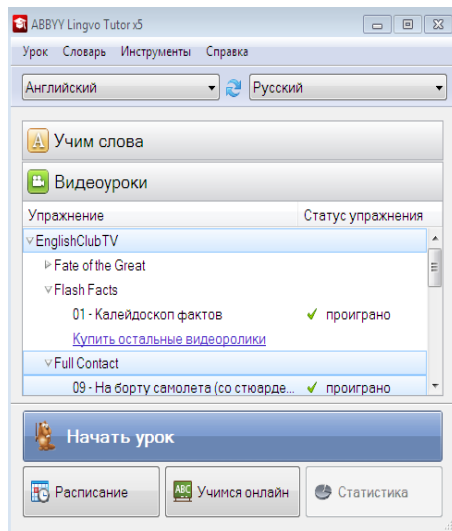 ABBYY Lingvo Tutor x5
Урок Словарь Инструменты Справка
Английский Русский
A Учим слова
Видеоуроки
Упражнение Статус упражнения
EnglishClubTV
Fate of the Great
Flash Facts
01 - Калейдоскоп фактов проиграно
Купить остальные видеоролики
Full Contact
09 - На борту самолета (со стюарде... проиграно
Начать урок
Расписание ABC Учимся онлайн Статистика